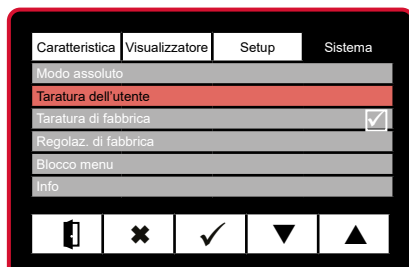 Caratteristica Visualizzatore Setup Sistema
Modo assoluto
Taratura dell'utente
Taratura di fabbrica
Regolaz. di fabbrica
Blocco menu
Info